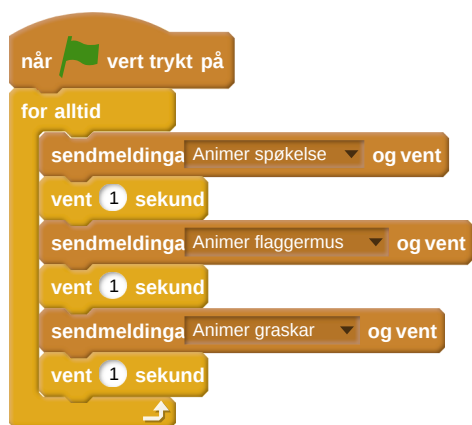 når vert trykt på
for alltid
sendmeldinga Animer spøkelse og vent
vent 1 sekund
sendmeldinga Animer flaggermus og vent
vent 1 sekund
sendmeldinga Animer graskar og vent
vent 1 sekund